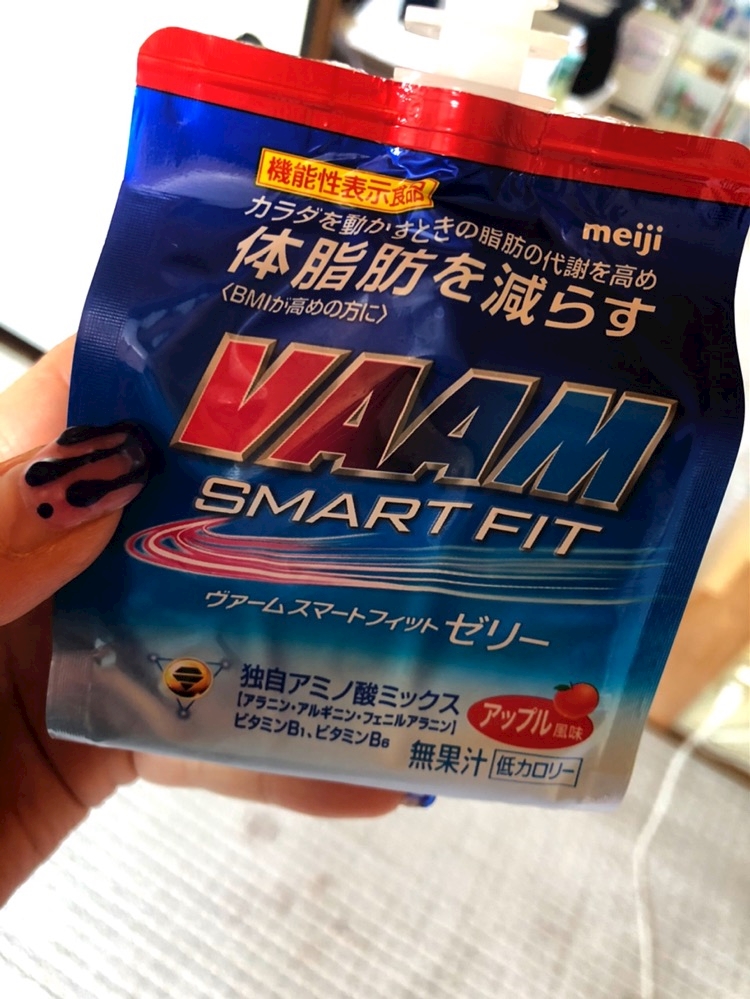 機能性表示食品
meiji
カラダを動かすときの脂肪の代謝を高め
体脂肪を減らす
〈BMIが高めの方に〉
VAAM
SMART FIT
ヴァームスマートフィットゼリー
独自アミノ酸ミックス
【アラニン・アルギニン・フェニルアラニン】
ビタミンB1、ビタミンB6
アップル風味
無果汁 低カロリー